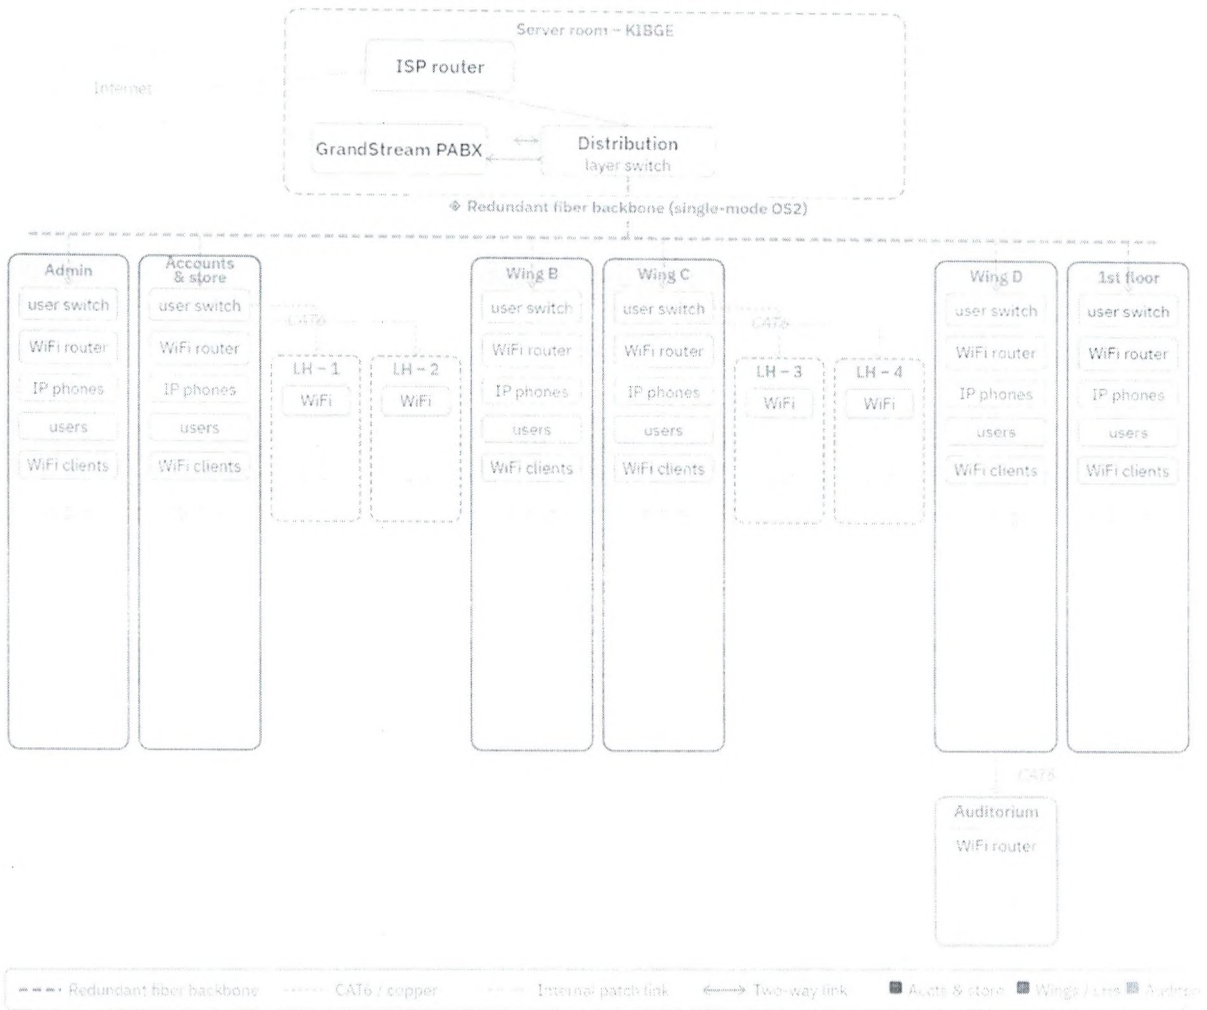 Server room – KIBGE
ISP router
Internet
GrandStream PABX
Distribution
layer switch
❖ Redundant fiber backbone (single-mode OS2)
Admin
user switch
WiFi router
IP phones
users
WiFi clients
Accounts
& store
user switch
WiFi router
IP phones
users
WiFi clients
CAT6
LH – 1
WiFi
LH – 2
WiFi
Wing B
user switch
WiFi router
IP phones
users
WiFi clients
Wing C
user switch
WiFi router
IP phones
users
WiFi clients
CAT6
LH – 3
WiFi
LH – 4
WiFi
Wing D
user switch
WiFi router
IP phones
users
WiFi clients
1st floor
user switch
WiFi router
IP phones
users
WiFi clients
CAT6
Auditorium
WiFi router
Redundant fiber backbone
CAT6 / copper
Internal patch link
Two-way link
& store
Wings /